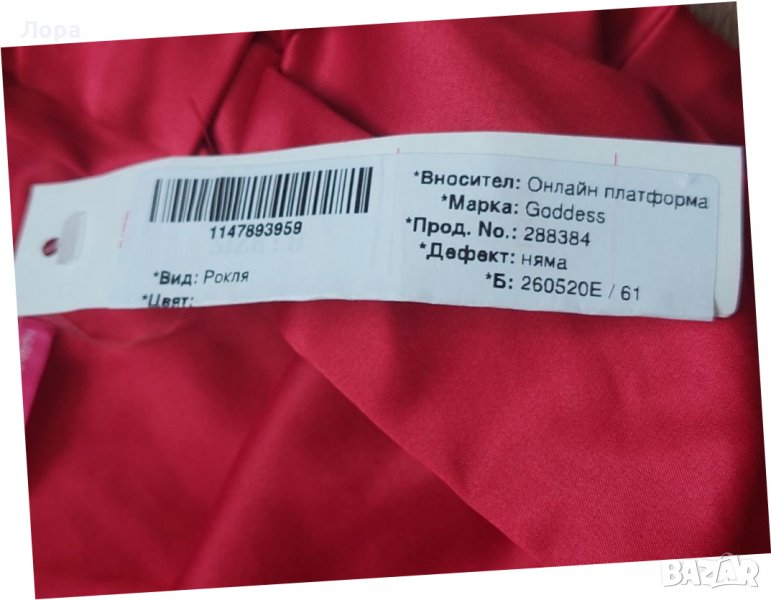 Лора
1147893959
*Вид: Рокля
*Цвят:
*Вносител: Онлайн платформа
*Марка: Goddess
*Прод. No.: 288384
*Дефект: няма
*Б: 260520E / 61
BAZAR